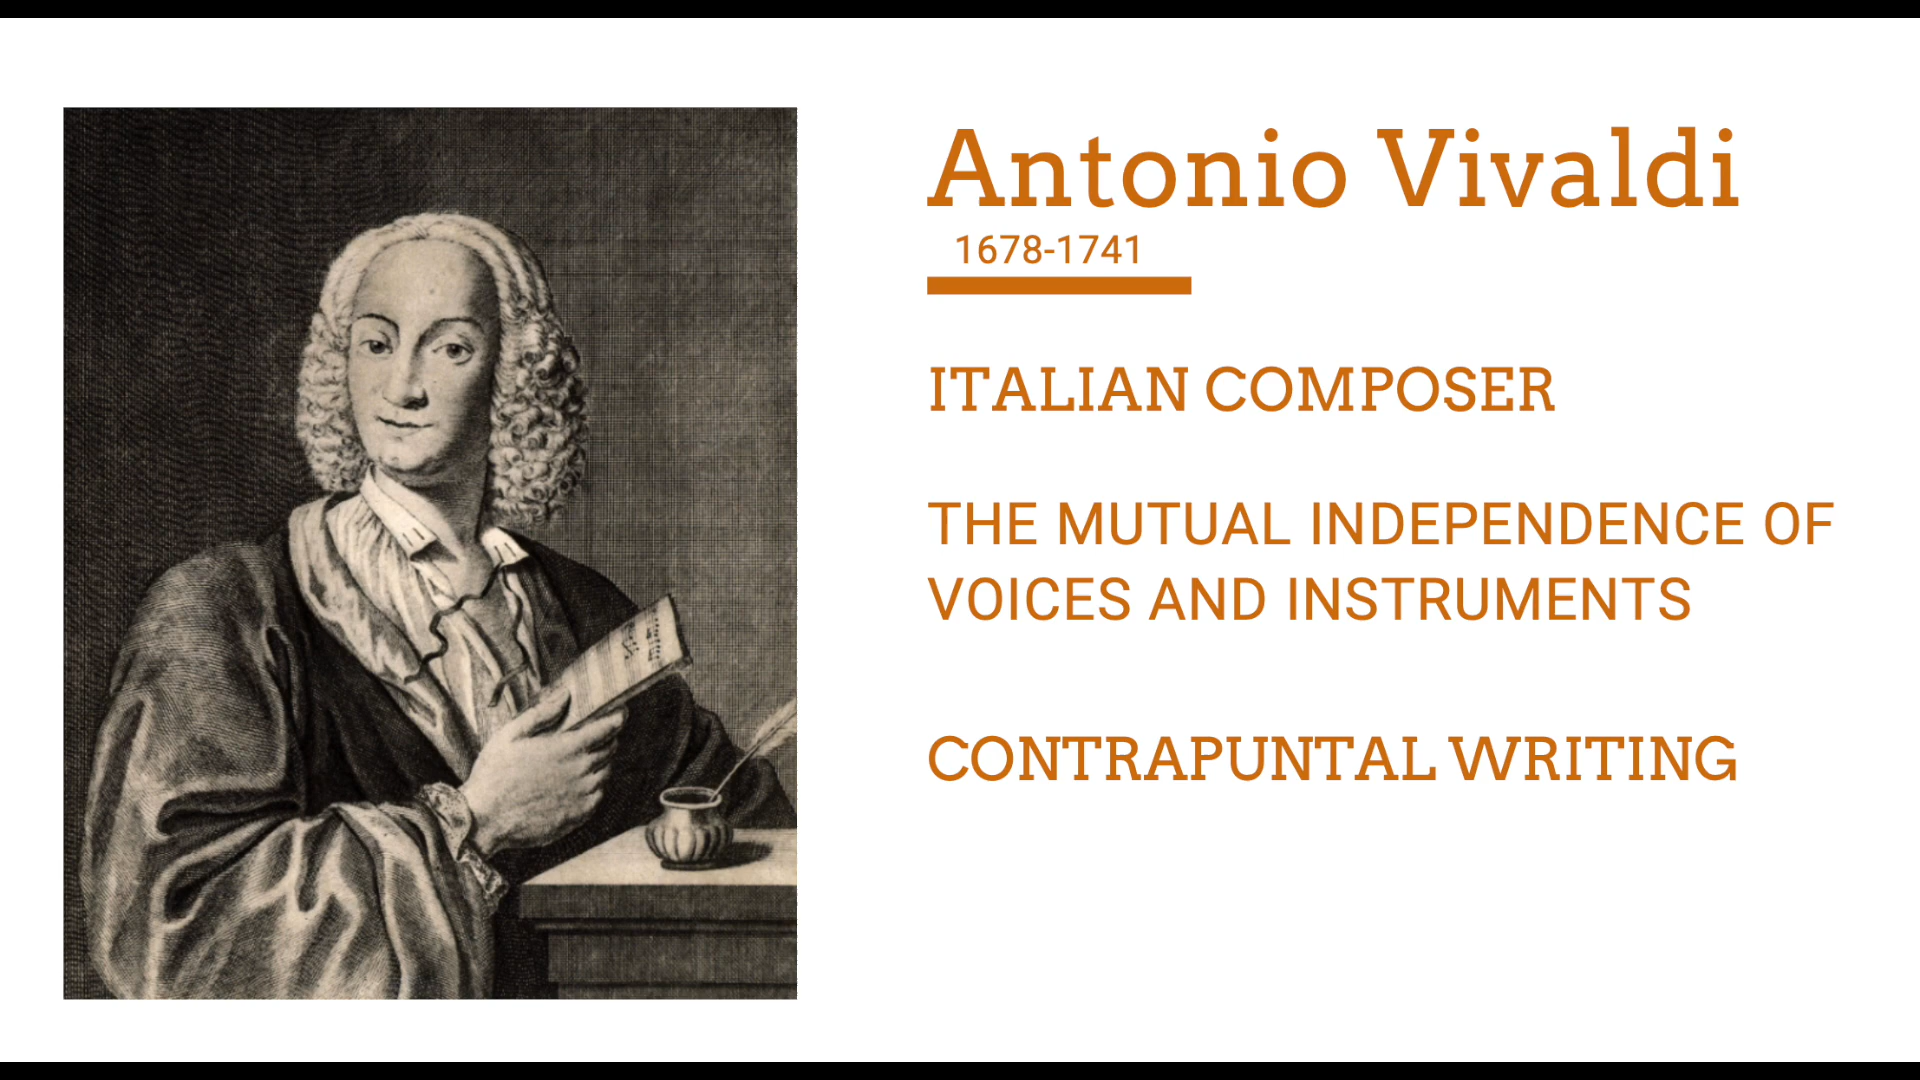 Antonio Vivaldi
1678-1741
ITALIAN COMPOSER
THE MUTUAL INDEPENDENCE OF
VOICES AND INSTRUMENTS
CONTRAPUNTAL WRITING